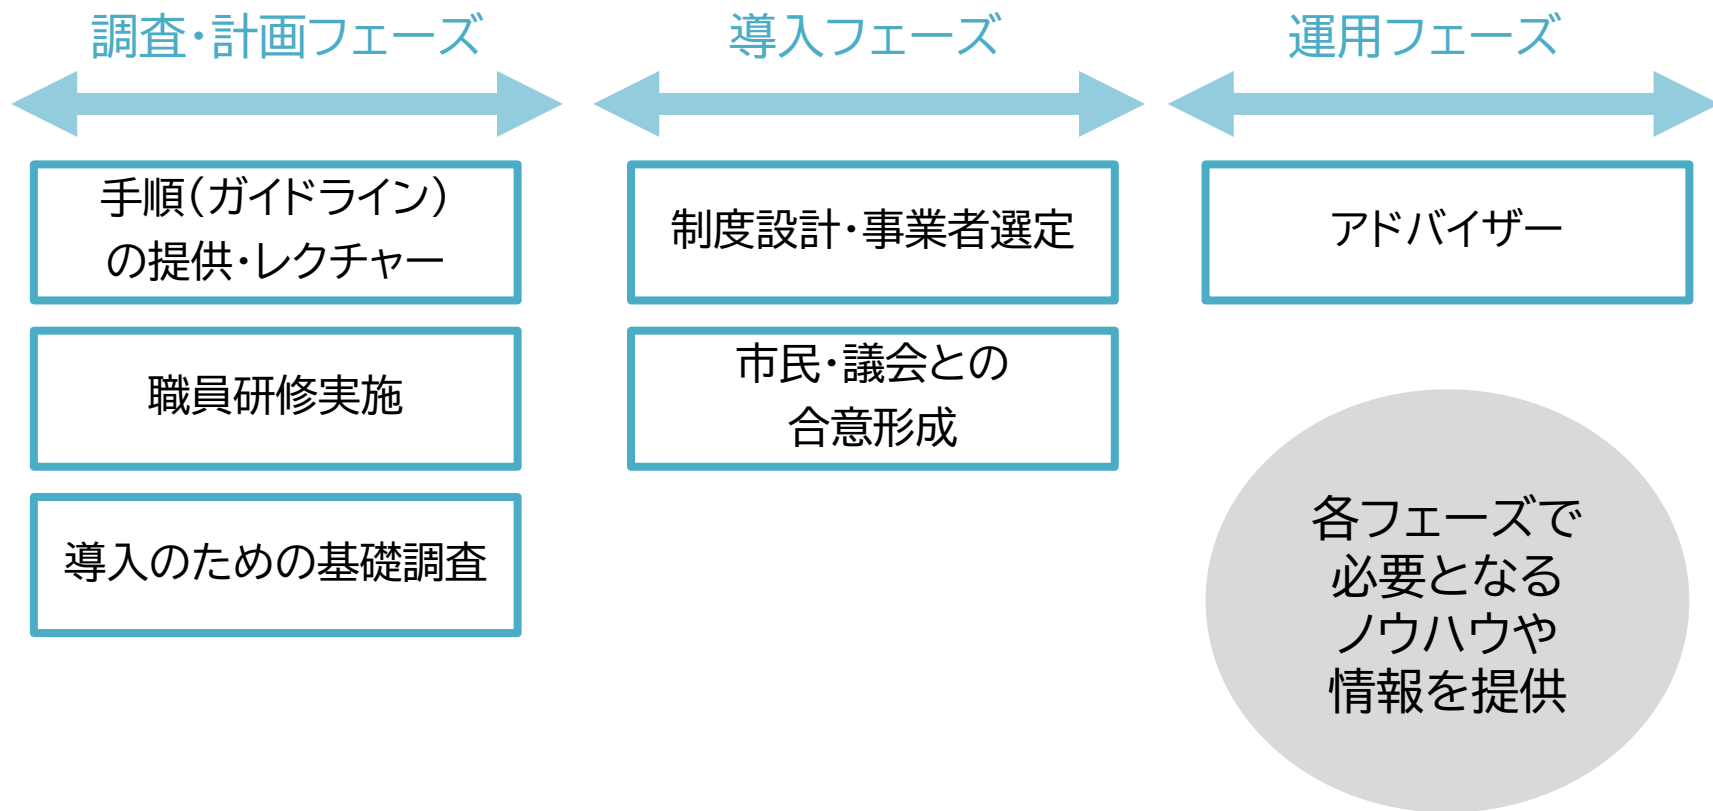 調査・計画フェーズ
導入フェーズ
運用フェーズ
手順(ガイドライン)
の提供・レクチャー
制度設計・事業者選定
アドバイザー
職員研修実施
市民・議会との
合意形成
導入のための基礎調査
各フェーズで
必要となる
ノウハウや
情報を提供